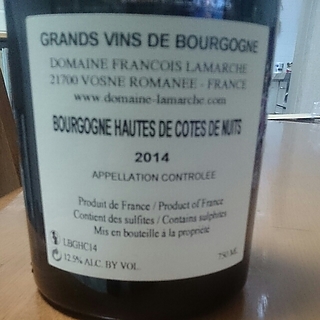 GRANDS VINS DE BOURGOGNE
DOMAINE FRANCOIS LAMARCHE
21700 VOSNE ROMANEE - FRANCE
www.domaine-lamarche.com
BOURGOGNE HAUTES DE COTES DE NUITS
2014
APPELLATION CONTROLEE
Produit de France / Product of France
Contient des sulfites / Contains sulphites
Mis en bouteille à la propriété
LBGHC14
12.5% ALC. BY VOL.
750 ML